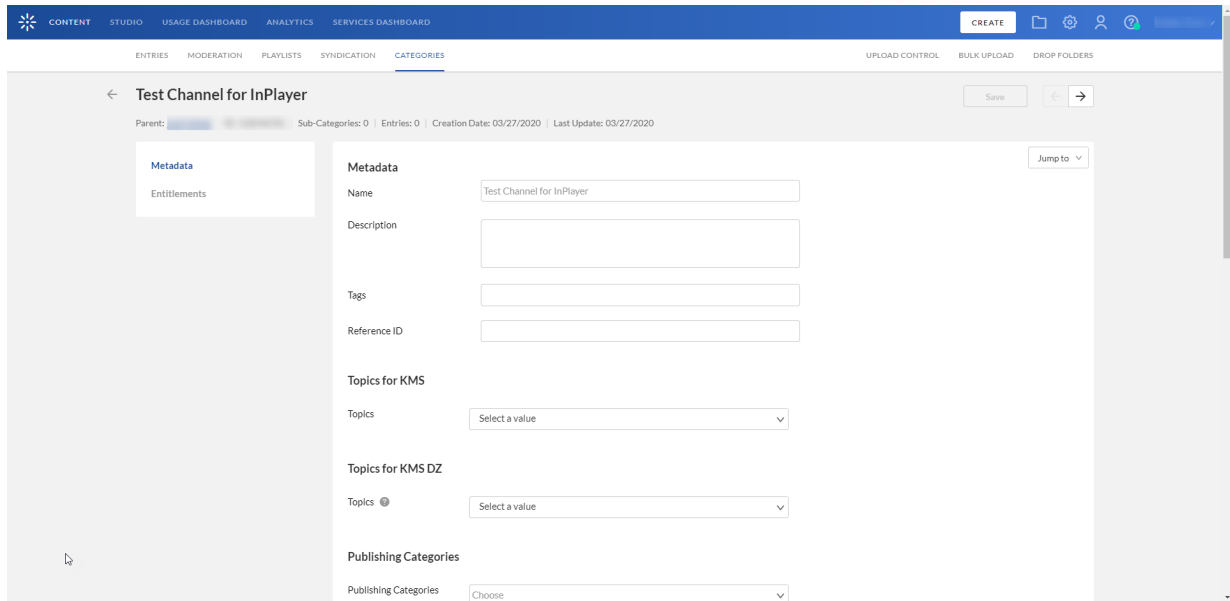 CONTENT STUDIO USAGE DASHBOARD ANALYTICS SERVICES DASHBOARD CREATE
ENTRIES MODERATION PLAYLISTS SYNDICATION CATEGORIES UPLOAD CONTROL BULK UPLOAD DROP FOLDERS
Test Channel for InPlayer Save
Parent: Sub-Categories: 0 | Entries: 0 | Creation Date: 03/27/2020 | Last Update: 03/27/2020
Metadata
Entitlements
Jump to
Metadata
Name Test Channel for InPlayer
Description
Tags
Reference ID
Topics for KMS
Topics Select a value
Topics for KMS DZ
Topics ? Select a value
Publishing Categories
Publishing Categories Choose